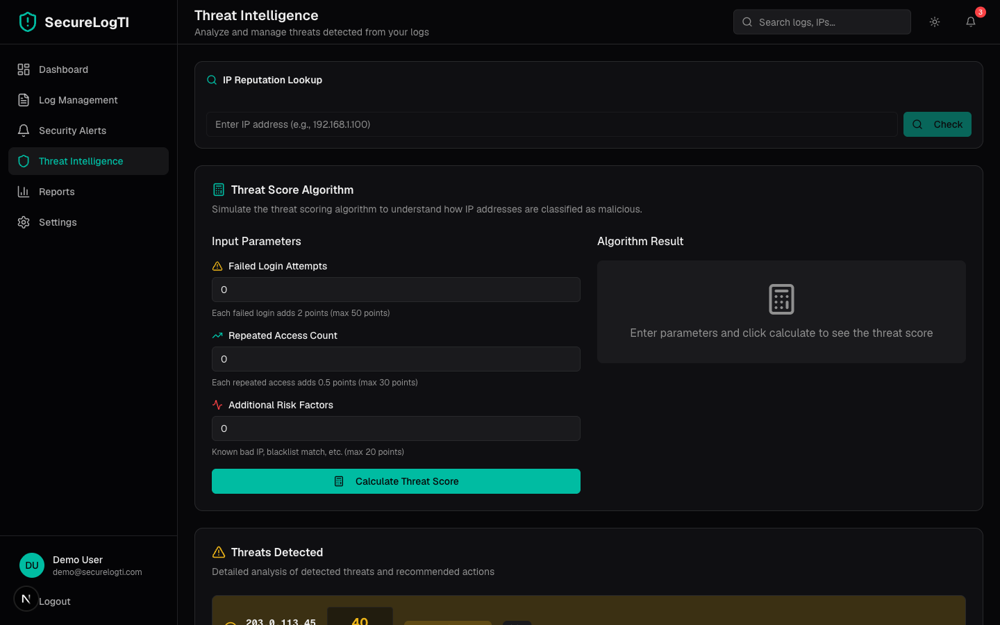 SecureLogTI
Threat Intelligence
Analyze and manage threats detected from your logs
Search logs, IPs...
3
Dashboard
Log Management
Security Alerts
Threat Intelligence
Reports
Settings
IP Reputation Lookup
Enter IP address (e.g., 192.168.1.100)
Check
Threat Score Algorithm
Simulate the threat scoring algorithm to understand how IP addresses are classified as malicious.
Input Parameters
Failed Login Attempts
0
Each failed login adds 2 points (max 50 points)
Repeated Access Count
0
Each repeated access adds 0.5 points (max 30 points)
Additional Risk Factors
0
Known bad IP, blacklist match, etc. (max 20 points)
Calculate Threat Score
Algorithm Result
Enter parameters and click calculate to see the threat score
Threats Detected
Detailed analysis of detected threats and recommended actions
203.0.113.45
40
DU
Demo User
demo@securelogti.com
N
Logout